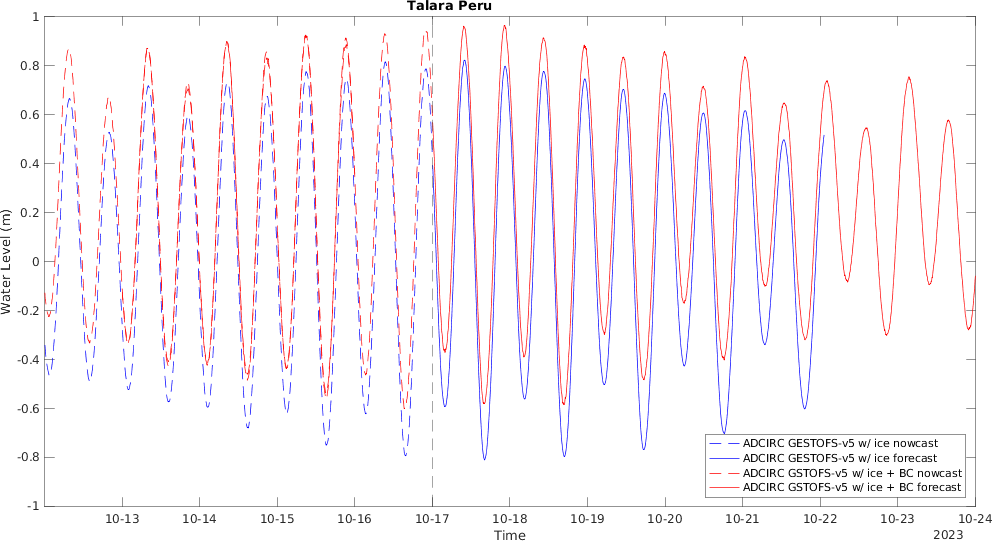 Talara Peru
Water Level (m)
1
0.8
0.6
0.4
0.2
0
-0.2
-0.4
-0.6
-0.8
-1
ADCIRC GESTOFS-v5 w/ ice nowcast
ADCIRC GESTOFS-v5 w/ ice forecast
ADCIRC GSTOFS-v5 w/ ice + BC nowcast
ADCIRC GSTOFS-v5 w/ ice + BC forecast
10-13 10-14 10-15 10-16 10-17 10-18 10-19 10-20 10-21 10-22 10-23 10-24
Time
2023